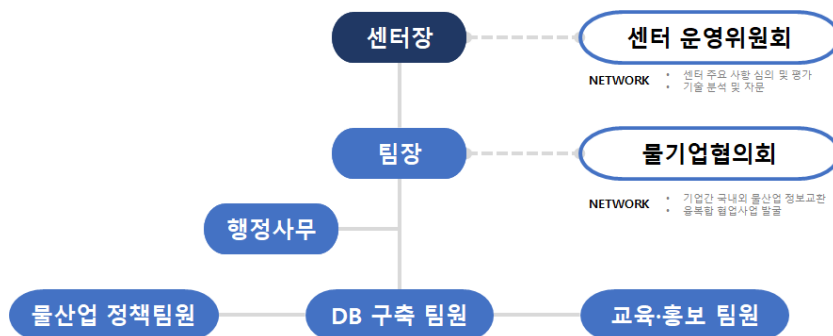 센터장
센터 운영위원회
NETWORK
• 센터 주요 사항 심의 및 평가
• 기술 분석 및 자문
팀장
물기업협의회
NETWORK
• 기업간 국내외 물산업 정보교환
• 융복합 협업사업 발굴
행정사무
물산업 정책팀원
DB 구축 팀원
교육·홍보 팀원